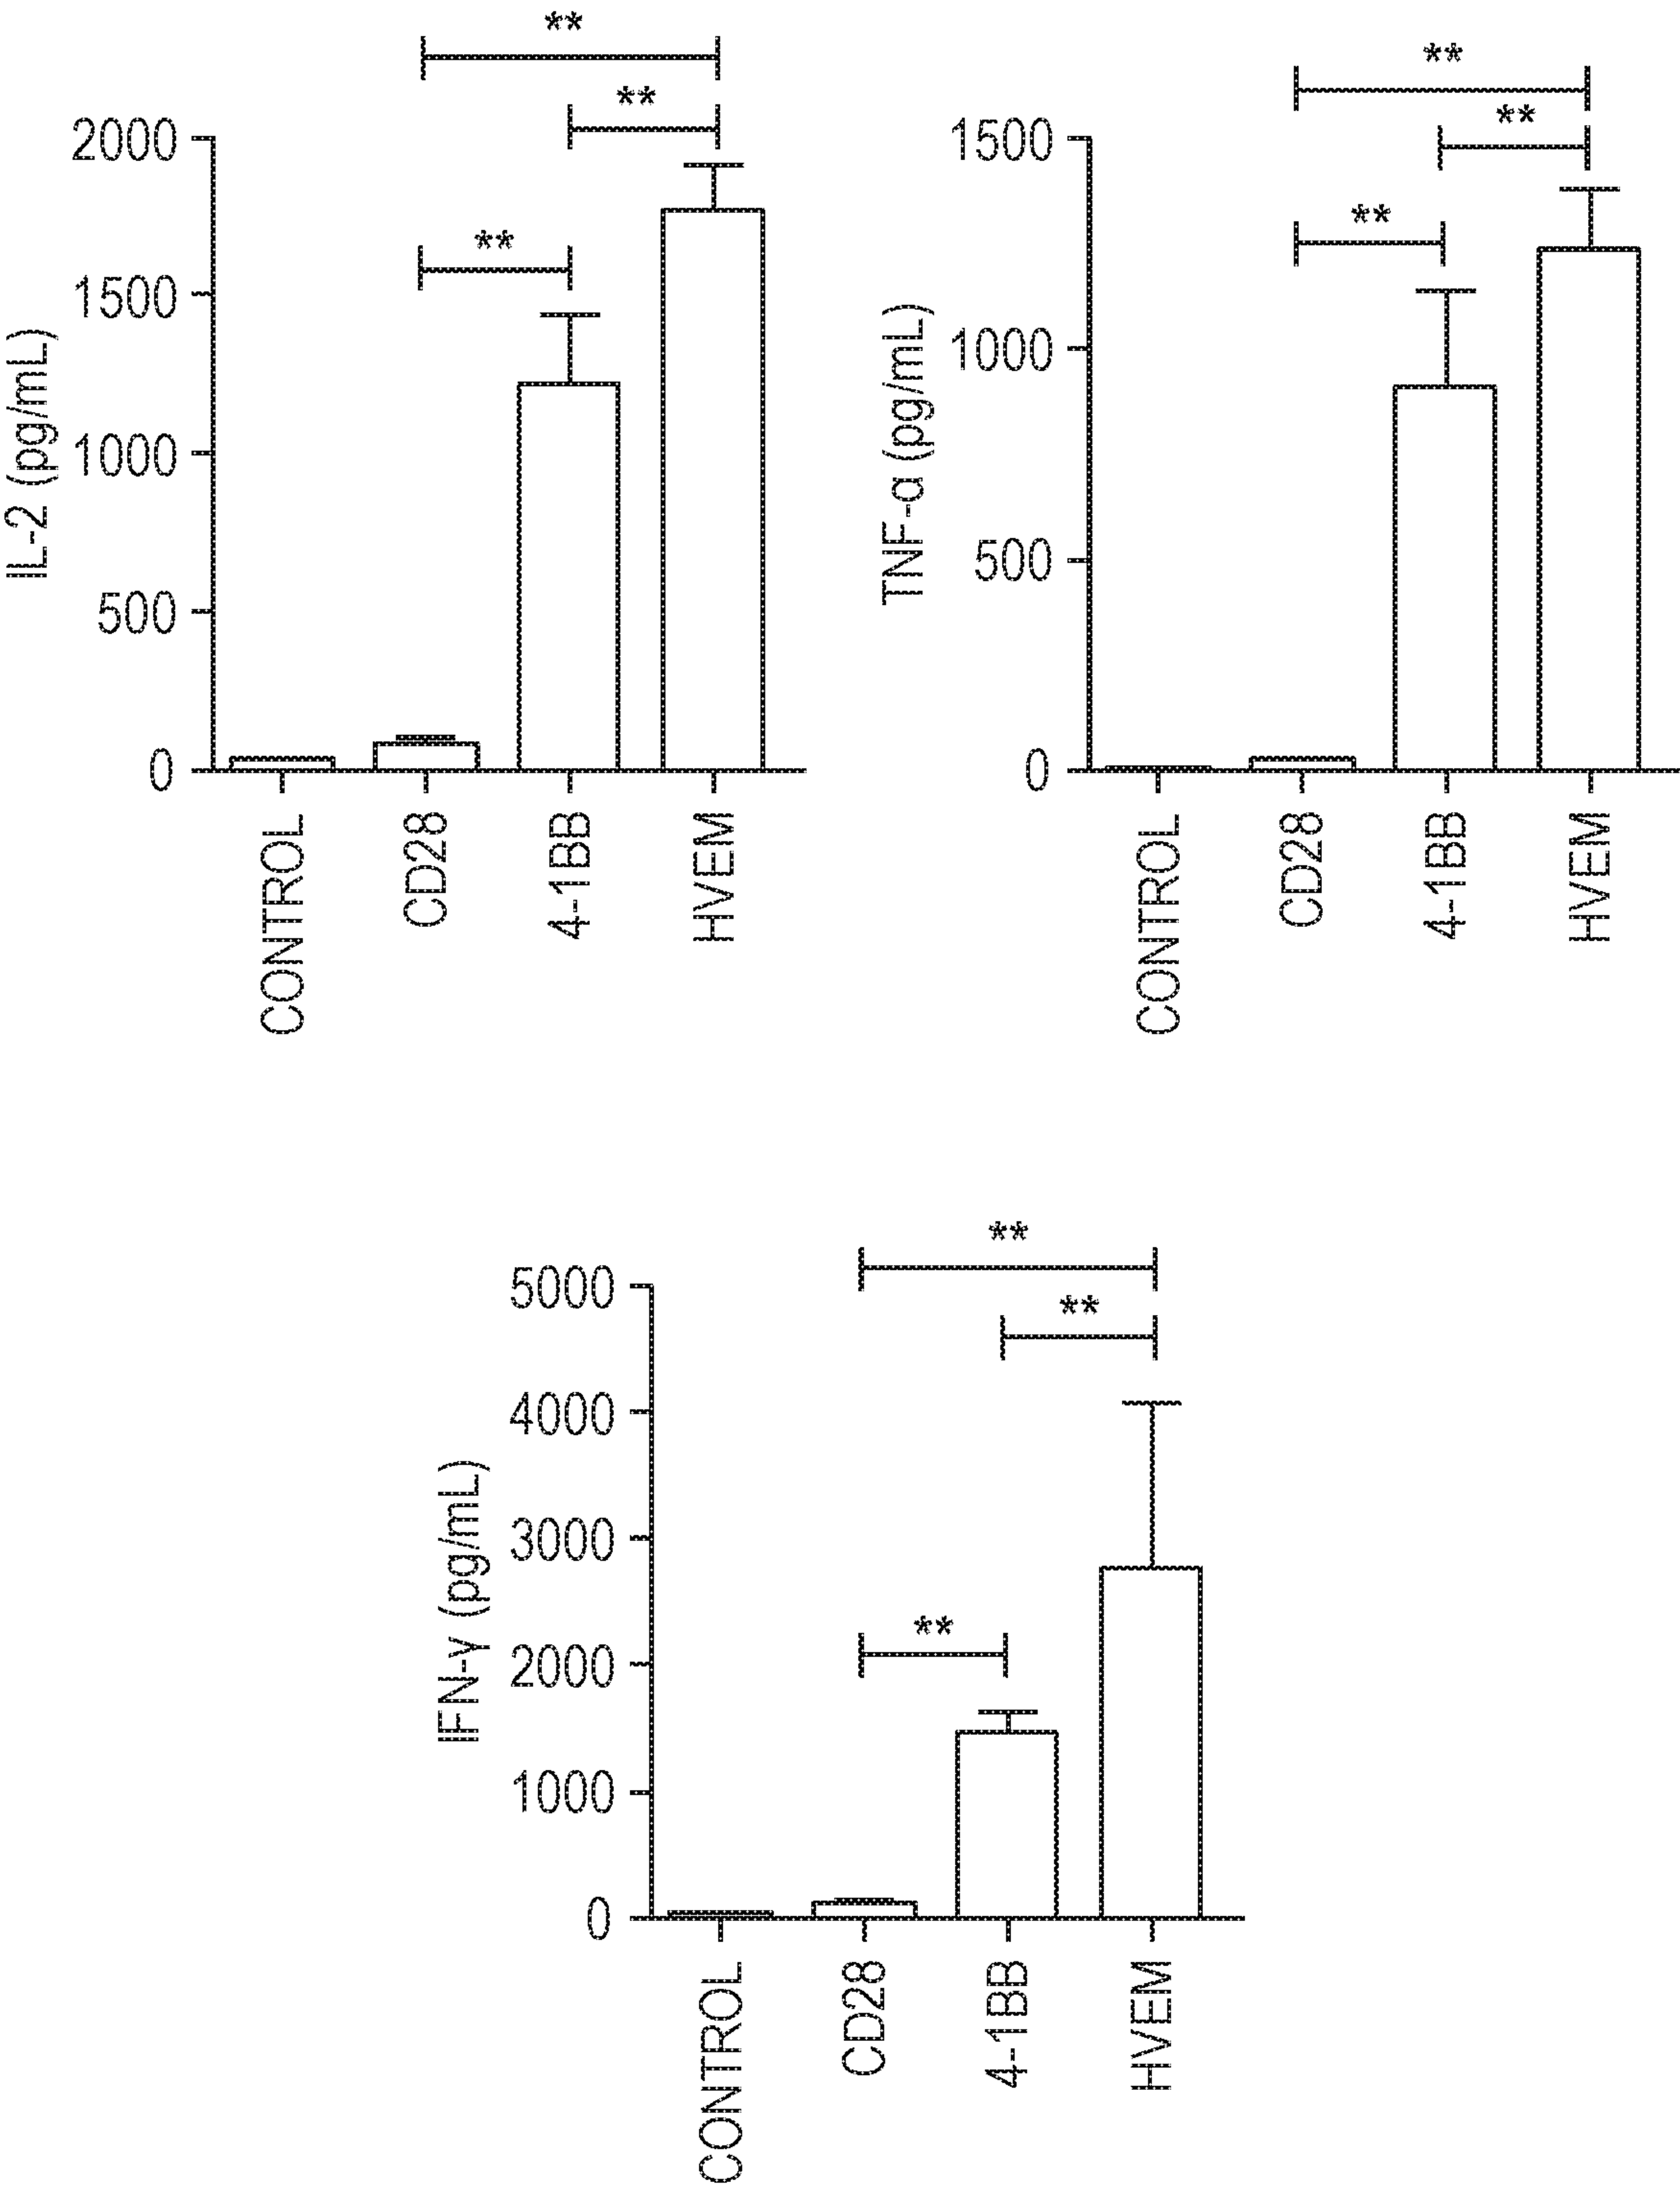 **
**
**
2000
1500
1000
500
0
IL-2 (pg/mL)
CONTROL
CD28
4-1BB
HVEM
**
**
**
1500
1000
500
0
TNF-α (pg/mL)
CONTROL
CD28
4-1BB
HVEM
**
**
**
5000
4000
3000
2000
1000
0
IFN-γ (pg/mL)
CONTROL
CD28
4-1BB
HVEM